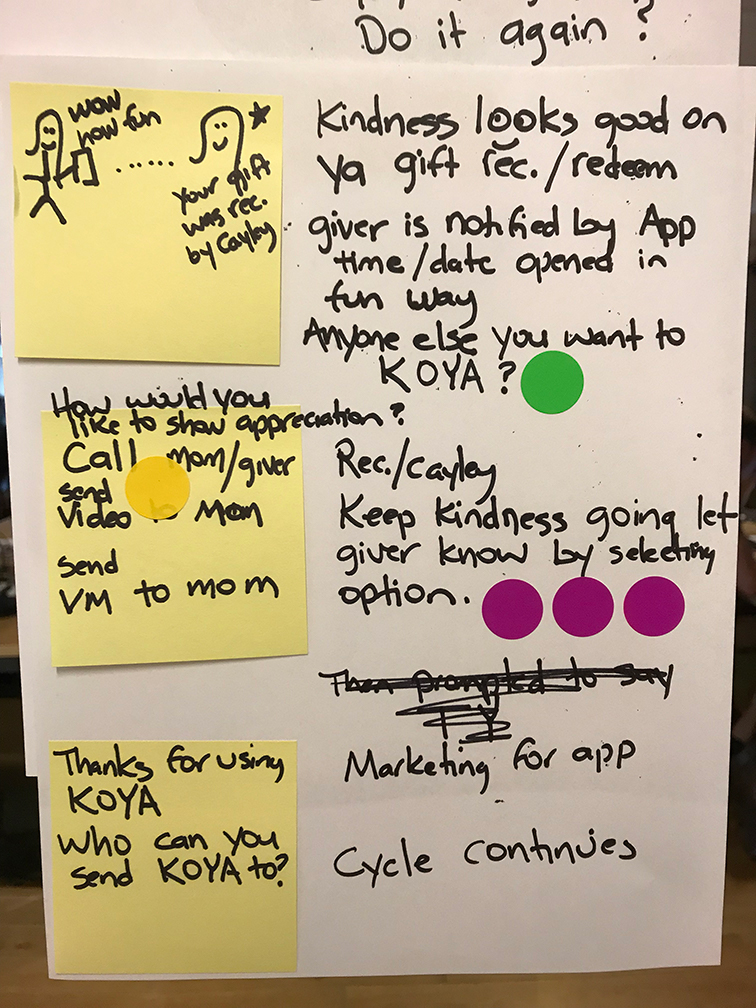 Do it again ?
wow
how fun
......
Your gift
was rec.
by Cayley
Kindness looks good on
ya gift rec./redeem
giver is notified by App
time/date opened in
fun way
Anyone else you want to
KOYA ?
How would you
like to show appreciation ?
Call mom/giver
send
Video Mom
send
VM to mom
Rec./Cayley
Keep kindness going let
giver know by selecting
option.
Then prompted to say
TY
Marketing for app
Thanks for using
KOYA
Who can you
send KOYA to?
Cycle continues